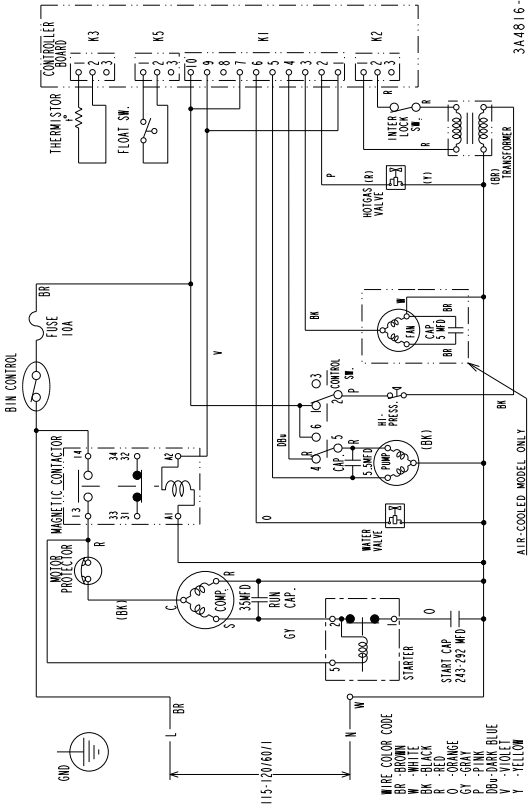 CONTROLLER BOARD
K3
1
2
3
K5
1
2
3
K1
10
9
8
7
6
5
4
3
2
1
K2
1
2
3
THERMISTOR
t°
FLOAT SW.
BR
FUSE
10A
BIN CONTROL
MAGNETIC CONTACTOR
13
14
33
34
31
32
A1
A2
MOTOR
PROTECTOR
R
(BK)
C
COMP.
S
R
35MFD
RUN
CAP.
GY
5
2
1
STARTER
O
START CAP
243-292 MFD
V
O
WATER
VALVE
DBu
4
R
6
5
1
3
2
CONTROL
SW.
P
CAP.
5.5MFD
R
PUMP
(BK)
HI-
PRESS.
BK
FAN
W
CAP.
5 MFD
BR
BR
BK
AIR-COOLED MODEL ONLY
P
HOTGAS
VALVE
(R)
(Y)
R
INTER
LOCK
SW.
R
R
(BR)
TRANSFORMER
GND
L
BR
N
W
115-120/60/1
WIRE COLOR CODE
BR -BROWN
W -WHITE
BK -BLACK
R -RED
O -ORANGE
GY -GRAY
P -PINK
DBu-DARK BLUE
V -VIOLET
Y -YELLOW
3A4816-